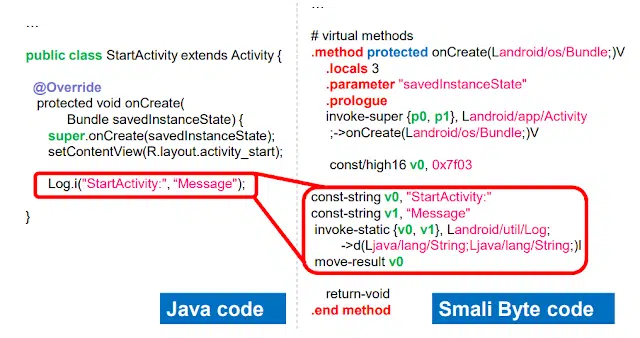 …
public class StartActivity extends Activity {
@Override
protected void onCreate(
Bundle savedInstanceState) {
super.onCreate(savedInstanceState);
setContentView(R.layout.activity_start);
Log.i("StartActivity:", “Message");
}
Java code
…
# virtual methods
.method protected onCreate(Landroid/os/Bundle;)V
.locals 3
.parameter "savedInstanceState"
.prologue
invoke-super {p0, p1}, Landroid/app/Activity
;->onCreate(Landroid/os/Bundle;)V
const/high16 v0, 0x7f03
const-string v0, "StartActivity:"
const-string v1, “Message"
invoke-static {v0, v1}, Landroid/util/Log;
->d(Ljava/lang/String;Ljava/lang/String;)I
move-result v0
return-void
.end method
Smali Byte code